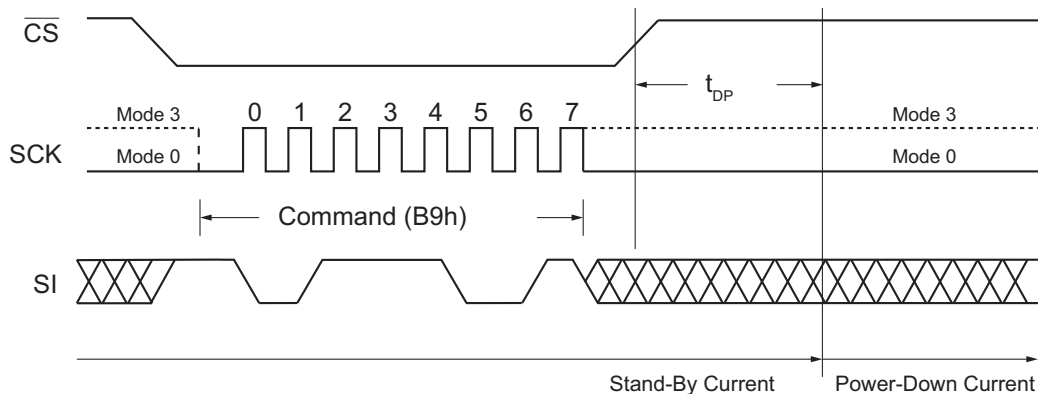 C̅S̅
t_DP
Mode 3
0 1 2 3 4 5 6 7
Mode 3
SCK
Mode 0
Mode 0
Command (B9h)
SI
Stand-By Current
Power-Down Current